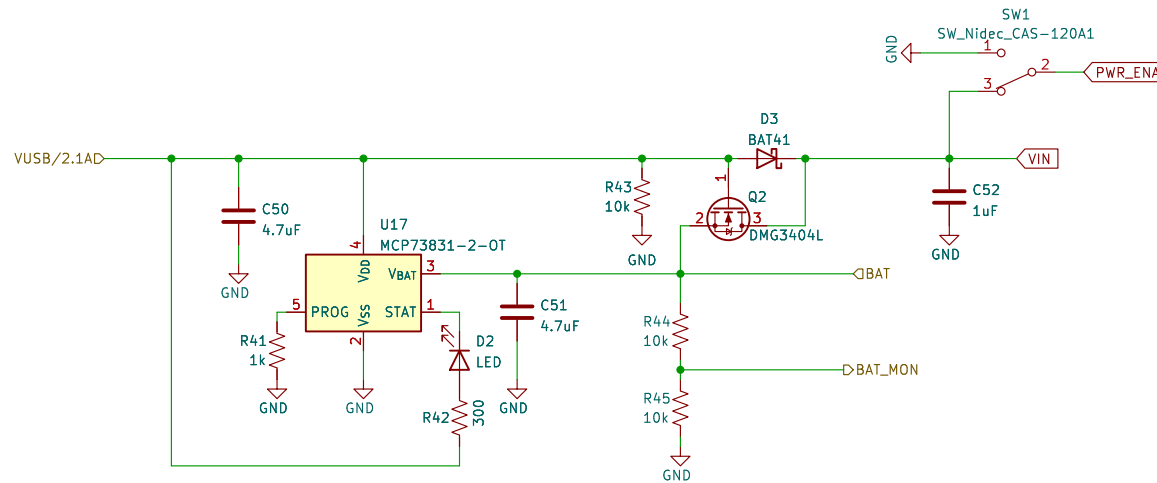 SW1
SW_Nidec_CAS-120A1
GND
1
2
PWR_ENA
3
D3
BAT41
VUSB/2.1A
VIN
1
R43
10k
Q2
C52
1uF
C50
4.7uF
2
3
DMG3404L
U17
MCP73831-2-OT
4
GND
GND
VDD
VBAT
3
BAT
GND
5
PROG
VSS
STAT
1
C51
4.7uF
R44
10k
R41
1k
2
D2
LED
BAT_MON
GND
GND
GND
R42
300
R45
10k
GND